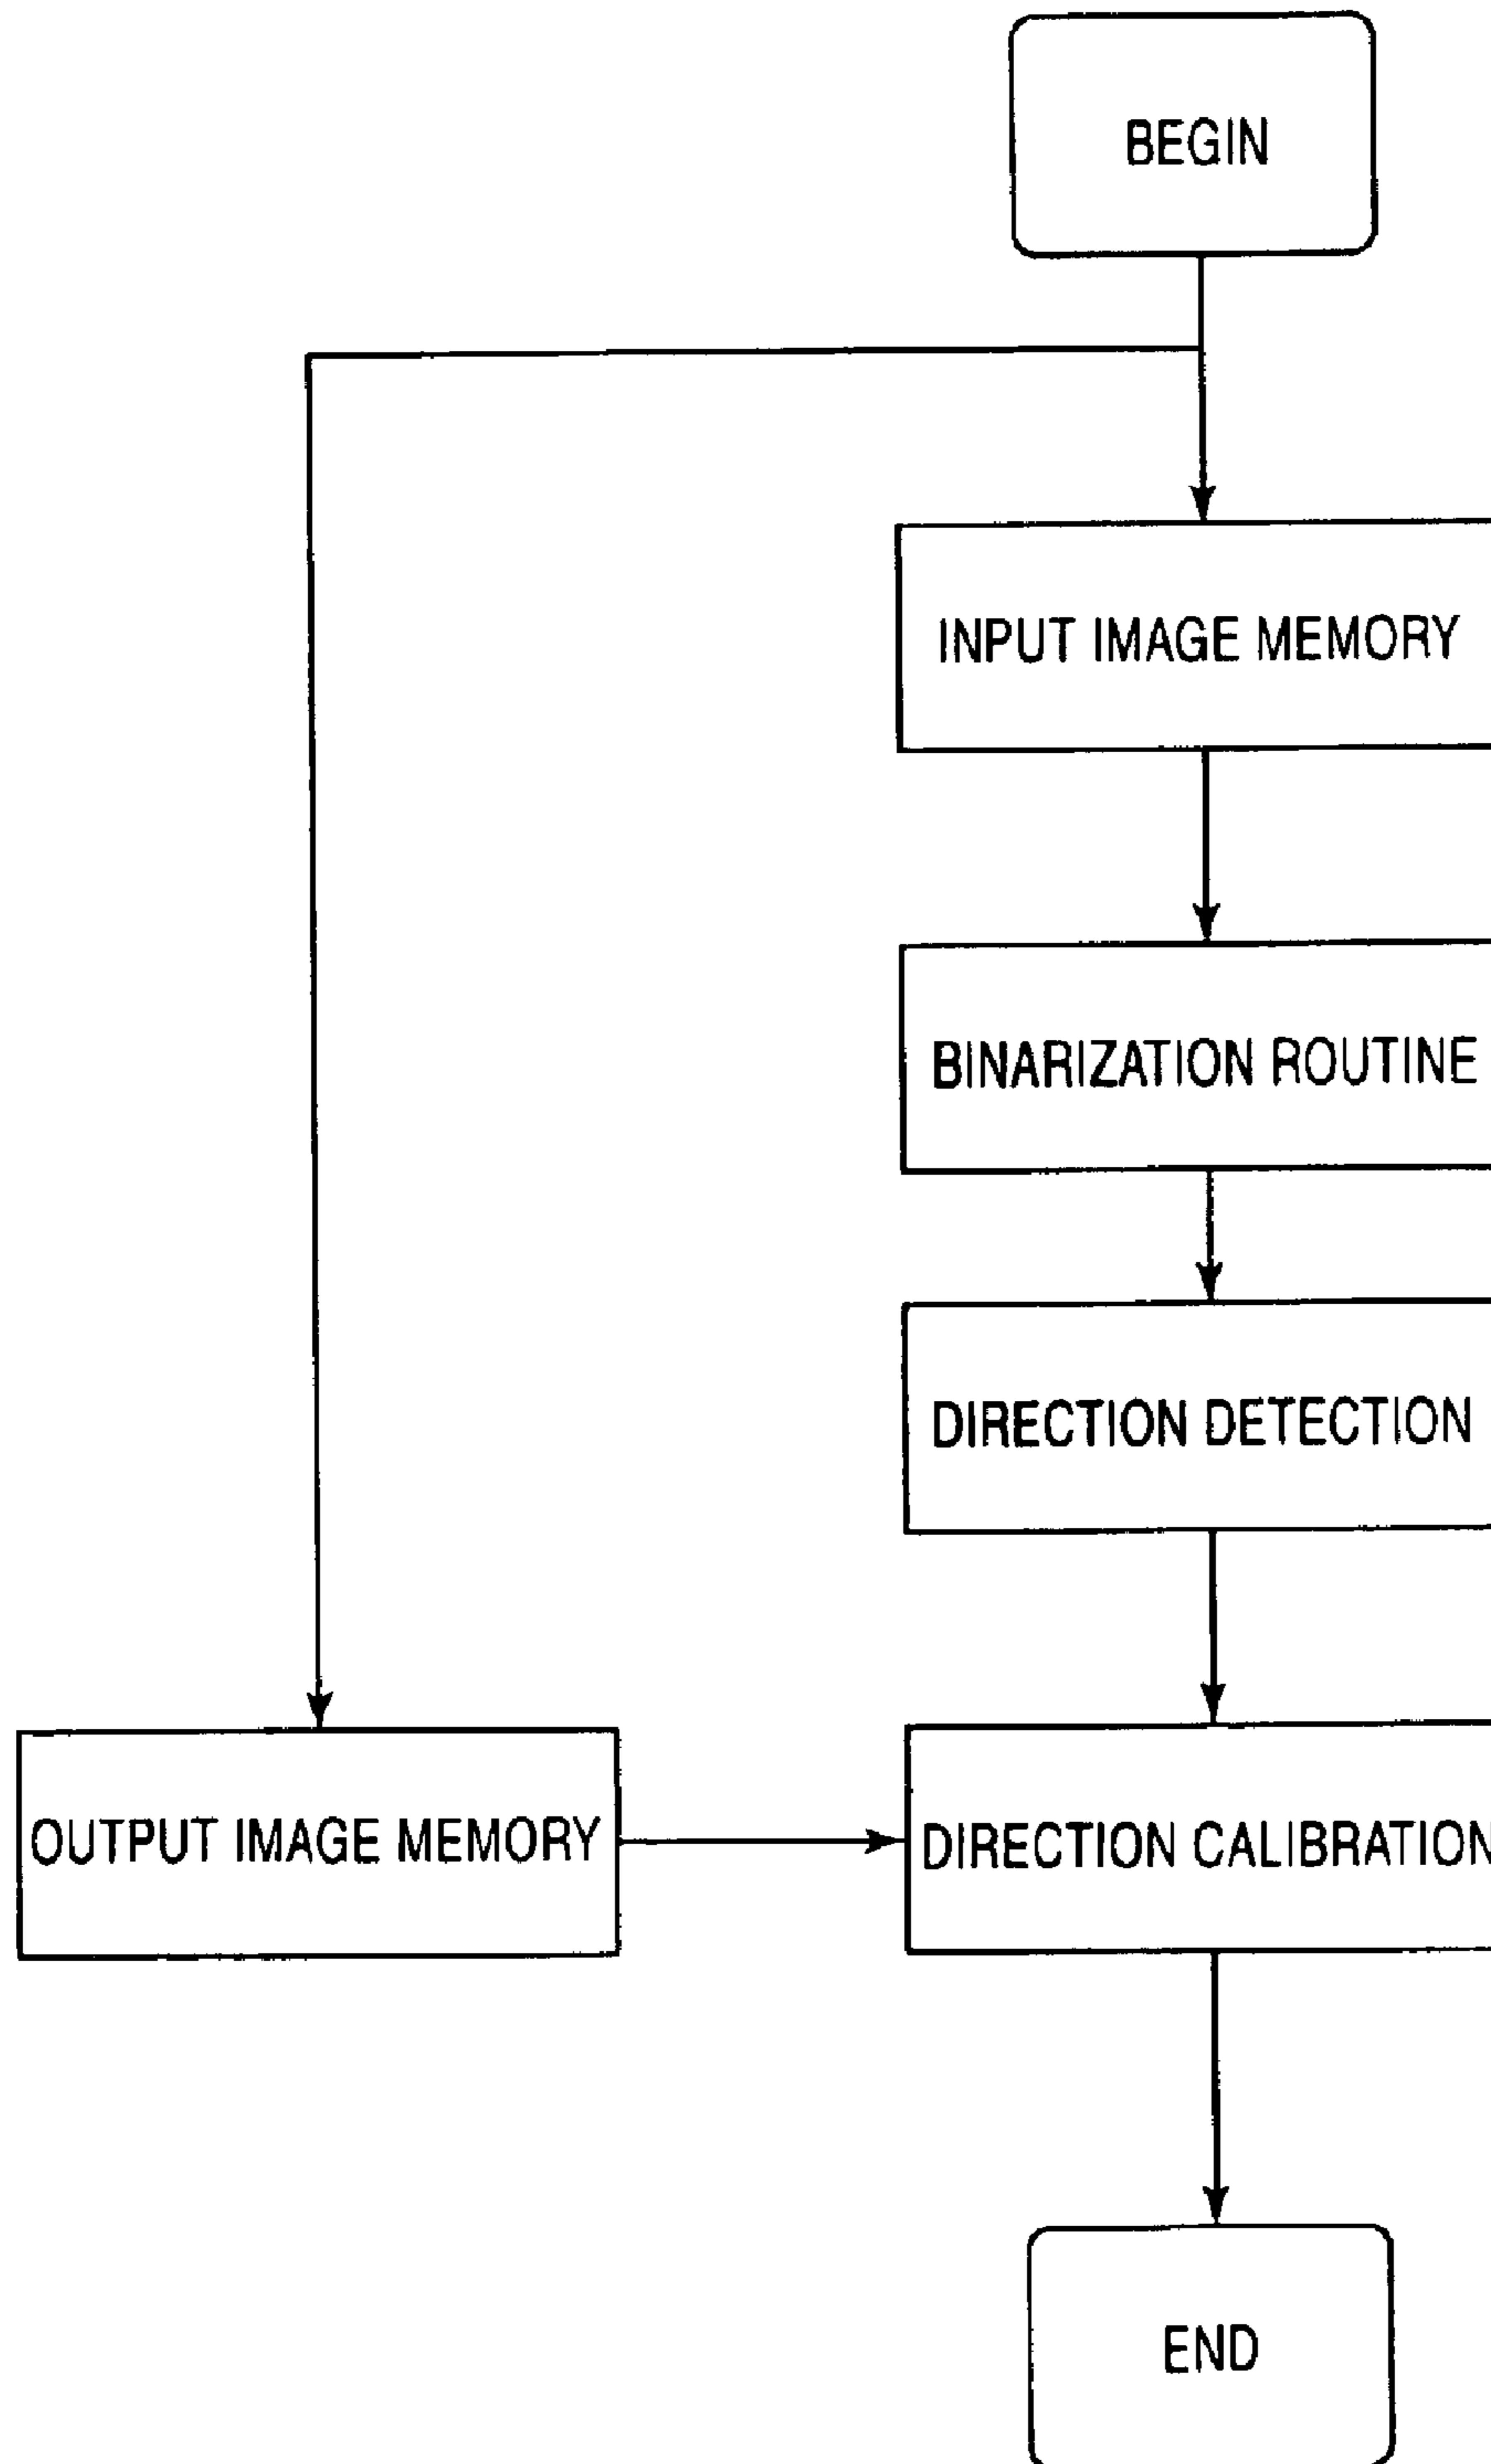 BEGIN
INPUT IMAGE MEMORY
BINARIZATION ROUTINE
DIRECTION DETECTION
OUTPUT IMAGE MEMORY
DIRECTION CALIBRATION
END